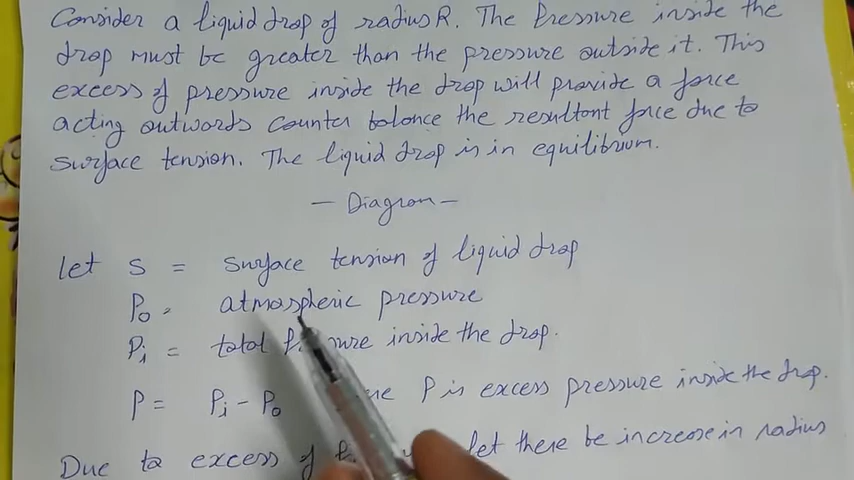 Consider a liquid drop of radius R. The Pressure inside the
drop must be greater than the pressure outside it. This
excess of pressure inside the drop will provide a force
acting outwards counter balance the resultant force due to
surface tension. The liquid drop is in equilibrium.
— Diagram —
let S = surface tension of liquid drop
P₀ = atmospheric pressure
Pᵢ = total inside the drop.
P = Pᵢ - P₀ P is excess pressure inside the drop.
Due to excess of let there be increase in radius